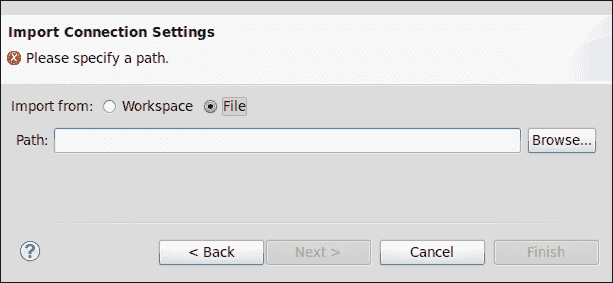 Import Connection Settings
Please specify a path.
Import from: Workspace File
Path: Browse...
? < Back Next > Cancel Finish